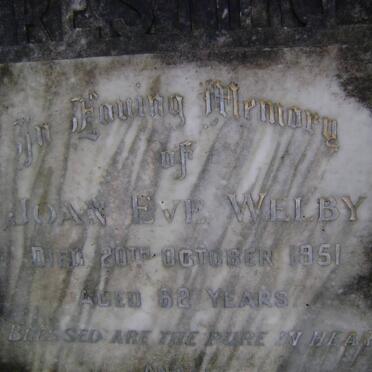 In Loving Memory
of
JOAN EVE WELBY
DIED 20TH OCTOBER 1951
AGED 62 YEARS
BLESSED ARE THE PURE IN HEAR